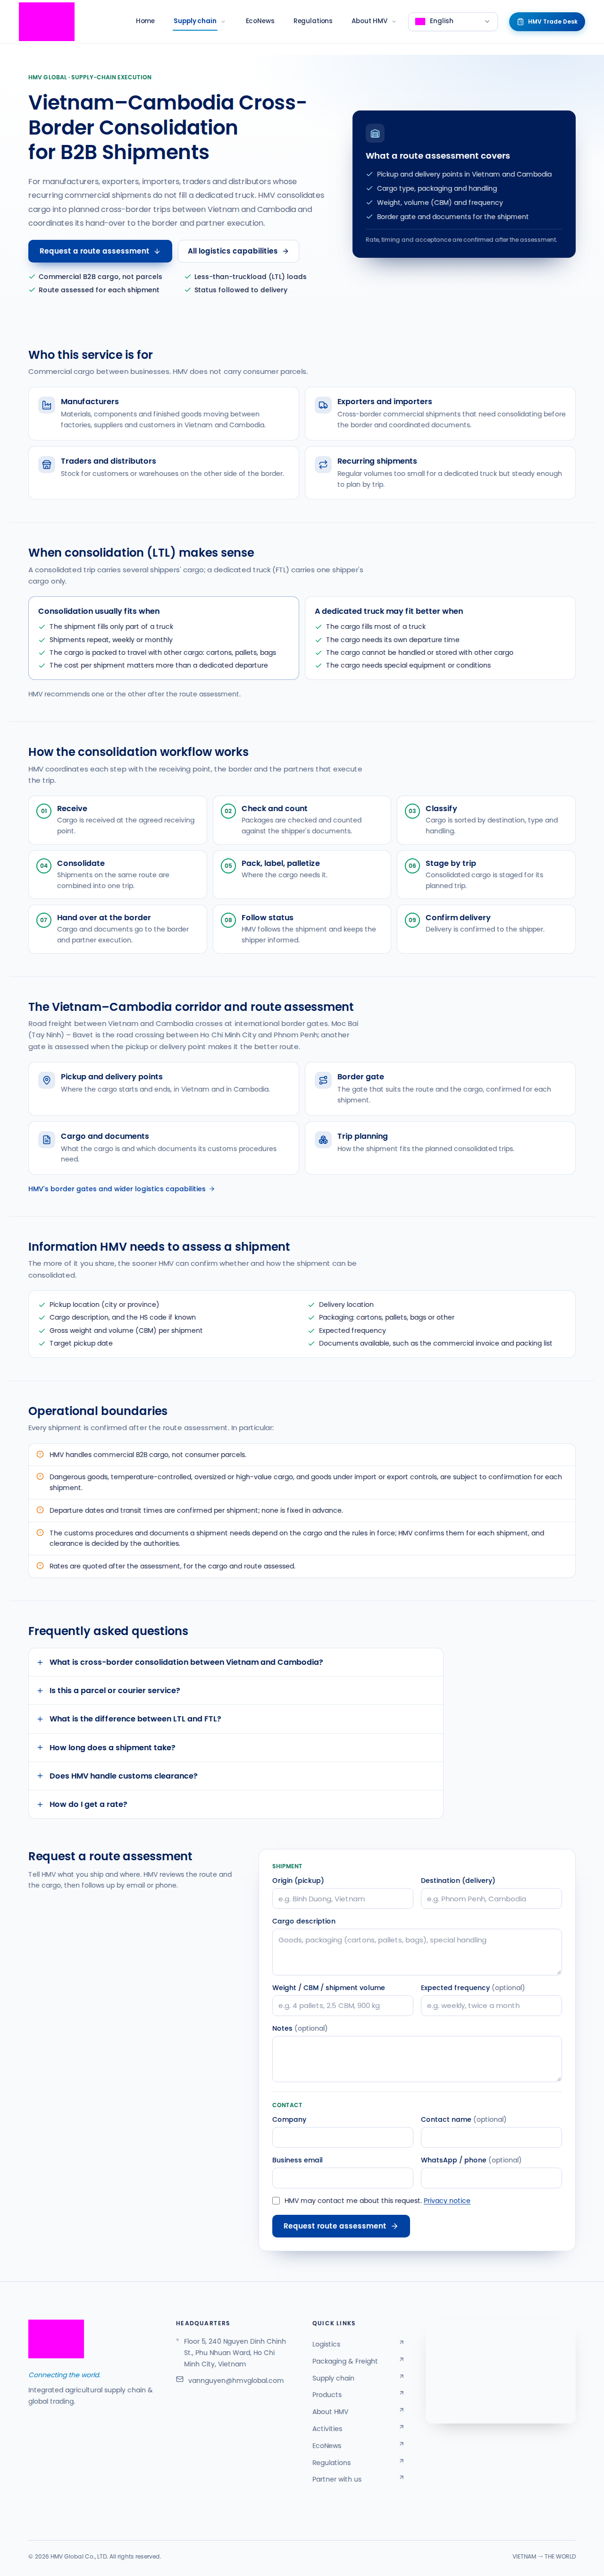 Home
Supply chain
EcoNews
Regulations
About HMV
English
HMV Trade Desk
HMV GLOBAL · SUPPLY-CHAIN EXECUTION
Vietnam–Cambodia Cross-
Border Consolidation
for B2B Shipments
For manufacturers, exporters, importers, traders and distributors whose
recurring commercial shipments do not fill a dedicated truck. HMV consolidates
cargo into planned cross-border trips between Vietnam and Cambodia and
coordinates its hand-over to the border and partner execution.
Request a route assessment
All logistics capabilities
Commercial B2B cargo, not parcels
Less-than-truckload (LTL) loads
Route assessed for each shipment
Status followed to delivery
What a route assessment covers
Pickup and delivery points in Vietnam and Cambodia
Cargo type, packaging and handling
Weight, volume (CBM) and frequency
Border gate and documents for the shipment
Rate, timing and acceptance are confirmed after the assessment.
Who this service is for
Commercial cargo between businesses. HMV does not carry consumer parcels.
Manufacturers
Materials, components and finished goods moving between
factories, suppliers and customers in Vietnam and Cambodia.
Exporters and importers
Cross-border commercial shipments that need consolidating before
the border and coordinated documents.
Traders and distributors
Stock for customers or warehouses on the other side of the border.
Recurring shipments
Regular volumes too small for a dedicated truck but steady enough
to plan by trip.
When consolidation (LTL) makes sense
A consolidated trip carries several shippers' cargo; a dedicated truck (FTL) carries one shipper's
cargo only.
Consolidation usually fits when
The shipment fills only part of a truck
Shipments repeat, weekly or monthly
The cargo is packed to travel with other cargo: cartons, pallets, bags
The cost per shipment matters more than a dedicated departure
A dedicated truck may fit better when
The cargo fills most of a truck
The cargo needs its own departure time
The cargo cannot be handled or stored with other cargo
The cargo needs special equipment or conditions
HMV recommends one or the other after the route assessment.
How the consolidation workflow works
HMV coordinates each step with the receiving point, the border and the partners that execute
the trip.
01
Receive
Cargo is received at the agreed receiving
point.
02
Check and count
Packages are checked and counted
against the shipper's documents.
03
Classify
Cargo is sorted by destination, type and
handling.
04
Consolidate
Shipments on the same route are
combined into one trip.
05
Pack, label, palletize
Where the cargo needs it.
06
Stage by trip
Consolidated cargo is staged for its
planned trip.
07
Hand over at the border
Cargo and documents go to the border
and partner execution.
08
Follow status
HMV follows the shipment and keeps the
shipper informed.
09
Confirm delivery
Delivery is confirmed to the shipper.
The Vietnam–Cambodia corridor and route assessment
Road freight between Vietnam and Cambodia crosses at international border gates. Moc Bai
(Tay Ninh) – Bavet is the road crossing between Ho Chi Minh City and Phnom Penh; another
gate is assessed when the pickup or delivery point makes it the better route.
Pickup and delivery points
Where the cargo starts and ends, in Vietnam and in Cambodia.
Border gate
The gate that suits the route and the cargo, confirmed for each
shipment.
Cargo and documents
What the cargo is and which documents its customs procedures
need.
Trip planning
How the shipment fits the planned consolidated trips.
HMV's border gates and wider logistics capabilities
Information HMV needs to assess a shipment
The more of it you share, the sooner HMV can confirm whether and how the shipment can be
consolidated.
Pickup location (city or province)
Delivery location
Cargo description, and the HS code if known
Packaging: cartons, pallets, bags or other
Gross weight and volume (CBM) per shipment
Expected frequency
Target pickup date
Documents available, such as the commercial invoice and packing list
Operational boundaries
Every shipment is confirmed after the route assessment. In particular:
HMV handles commercial B2B cargo, not consumer parcels.
Dangerous goods, temperature-controlled, oversized or high-value cargo, and goods under import or export controls, are subject to confirmation for each
shipment.
Departure dates and transit times are confirmed per shipment; none is fixed in advance.
The customs procedures and documents a shipment needs depend on the cargo and the rules in force; HMV confirms them for each shipment, and
clearance is decided by the authorities.
Rates are quoted after the assessment, for the cargo and route assessed.
Frequently asked questions
What is cross-border consolidation between Vietnam and Cambodia?
Is this a parcel or courier service?
What is the difference between LTL and FTL?
How long does a shipment take?
Does HMV handle customs clearance?
How do I get a rate?
Request a route assessment
Tell HMV what you ship and where. HMV reviews the route and
the cargo, then follows up by email or phone.
SHIPMENT
Origin (pickup)
Destination (delivery)
e.g. Binh Duong, Vietnam
e.g. Phnom Penh, Cambodia
Cargo description
Goods, packaging (cartons, pallets, bags), special handling
Weight / CBM / shipment volume
Expected frequency (optional)
e.g. 4 pallets, 2.5 CBM, 900 kg
e.g. weekly, twice a month
Notes (optional)
CONTACT
Company
Contact name (optional)
Business email
WhatsApp / phone (optional)
HMV may contact me about this request. Privacy notice
Request route assessment
Connecting the world.
Integrated agricultural supply chain &
global trading.
HEADQUARTERS
Floor 5, 240 Nguyen Dinh Chinh
St., Phu Nhuan Ward, Ho Chi
Minh City, Vietnam
vannguyen@hmvglobal.com
QUICK LINKS
Logistics
Packaging & Freight
Supply chain
Products
About HMV
Activities
EcoNews
Regulations
Partner with us
© 2026 HMV Global Co., LTD. All rights reserved.
VIETNAM → THE WORLD